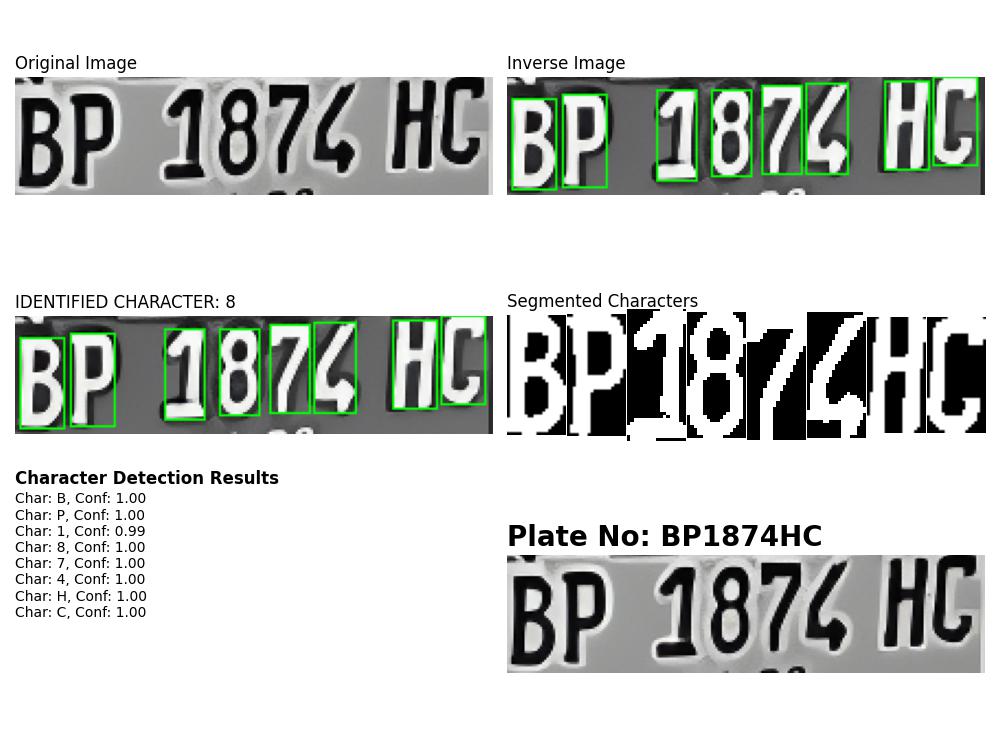 Original Image
BP 1874 HC
Inverse Image
BP 1874 HC
IDENTIFIED CHARACTER: 8
BP 1874 HC
Segmented Characters
BP1874HC
Character Detection Results
Char: B, Conf: 1.00
Char: P, Conf: 1.00
Char: 1, Conf: 0.99
Char: 8, Conf: 1.00
Char: 7, Conf: 1.00
Char: 4, Conf: 1.00
Char: H, Conf: 1.00
Char: C, Conf: 1.00
Plate No: BP1874HC
BP 1874 HC